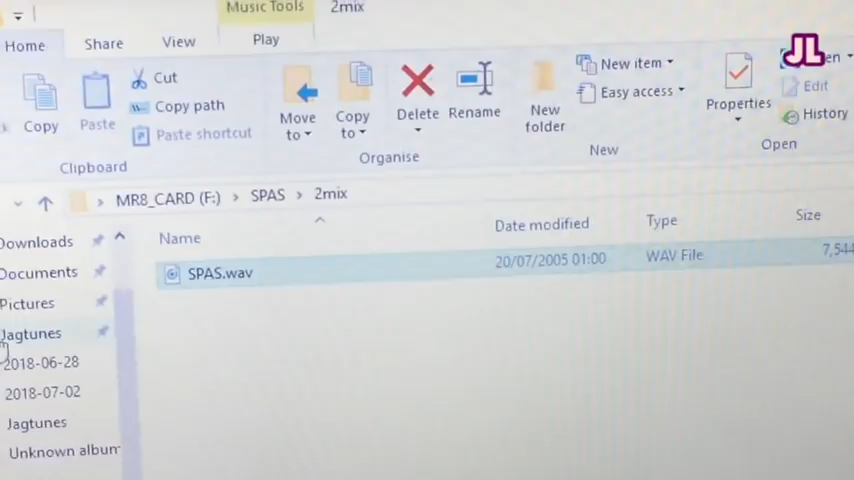 Music Tools 2mix
Home Share View Play
Cut
Copy path
Paste shortcut
Copy Paste
Clipboard
Move to
Copy to
Delete
Rename
Organise
New folder
New item
Easy access
New
Properties
Edit
History
Open
JL
MR8_CARD (F:) > SPAS > 2mix
Name Date modified Type Size
SPAS.wav 20/07/2005 01:00 WAV File 7,544
Downloads
Documents
Pictures
Jagtunes
2018-06-28
2018-07-02
Jagtunes
Unknown album